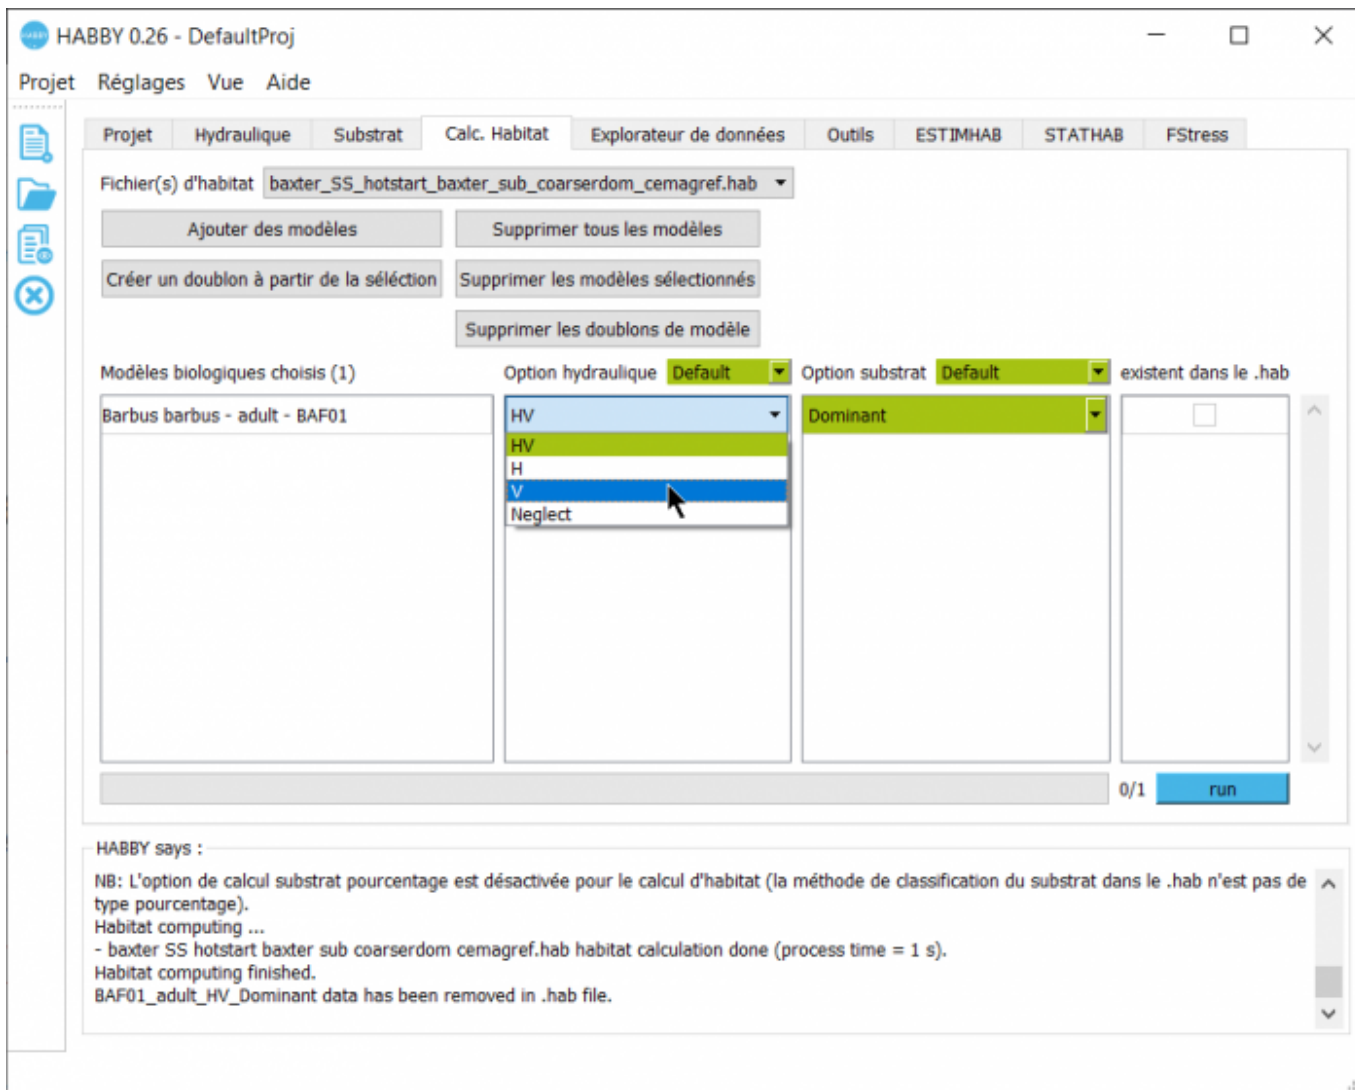 HABBY 0.26 - DefaultProj
Projet Réglages Vue Aide
Projet Hydraulique Substrat Calc. Habitat Explorateur de données Outils ESTIMHAB STATHAB FStress
Fichier(s) d'habitat baxter_SS_hotstart_baxter_sub_coarserdom_cemagref.hab
Ajouter des modèles Supprimer tous les modèles
Créer un doublon à partir de la séléction Supprimer les modèles sélectionnés
Supprimer les doublons de modèle
Modèles biologiques choisis (1) Option hydraulique Default Option substrat Default existent dans le .hab
Barbus barbus - adult - BAF01 HV Dominant
HV
H
V
Neglect
0/1 run
HABBY says :
NB: L'option de calcul substrat pourcentage est désactivée pour le calcul d'habitat (la méthode de classification du substrat dans le .hab n'est pas de
type pourcentage).
Habitat computing ...
- baxter SS hotstart baxter sub coarserdom cemagref.hab habitat calculation done (process time = 1 s).
Habitat computing finished.
BAF01_adult_HV_Dominant data has been removed in .hab file.